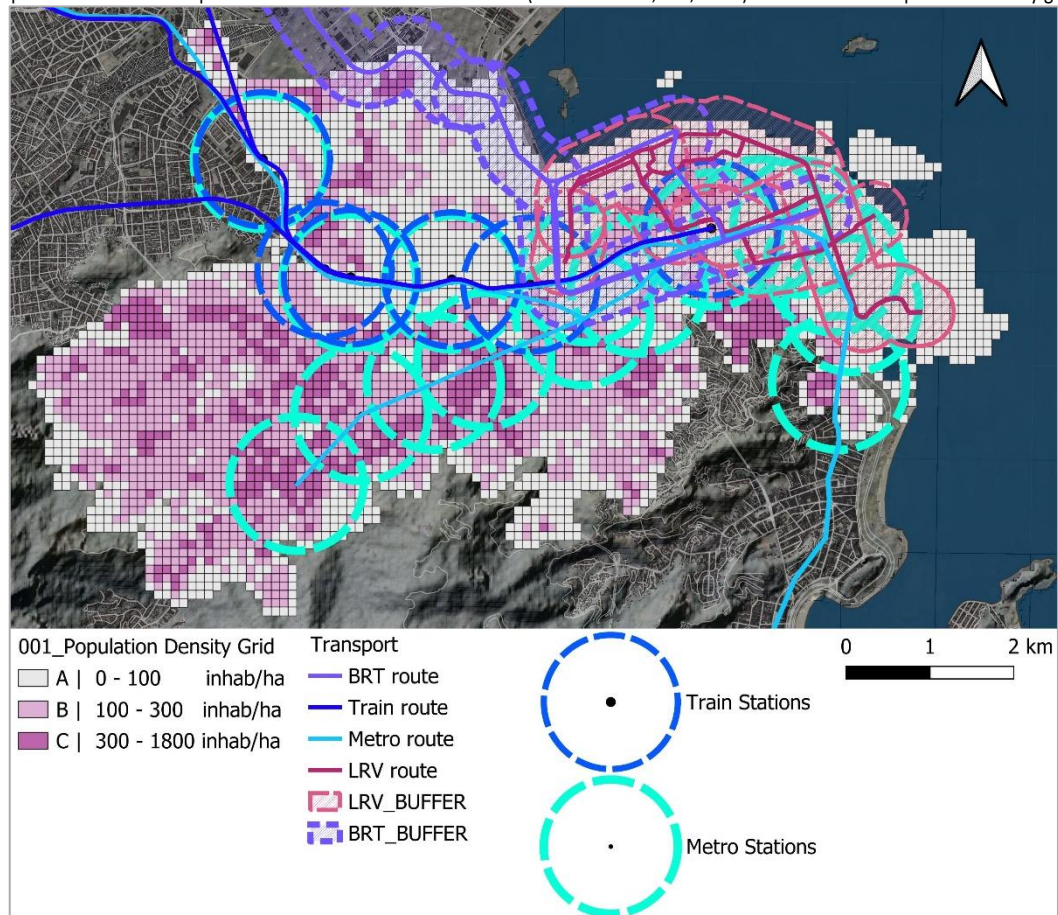 001_Population Density Grid
A | 0 - 100 inhab/ha
B | 100 - 300 inhab/ha
C | 300 - 1800 inhab/ha
Transport
BRT route
Train route
Metro route
LRV route
LRV_BUFFER
BRT_BUFFER
Train Stations
Metro Stations
0 1 2 km